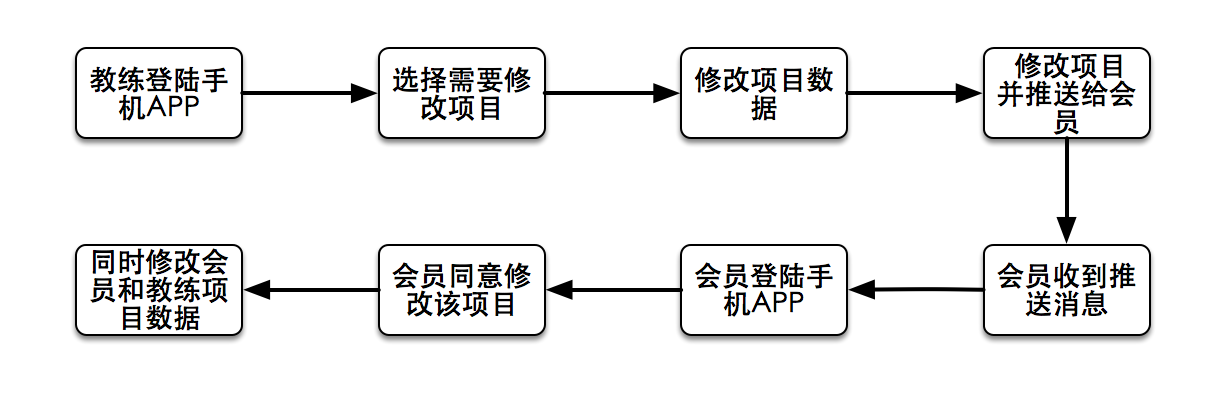 教练登陆手
机APP
选择需要修
改项目
修改项目数
据
修改项目
并推送给会
员
会员收到推
送消息
会员登陆手
机APP
会员同意修
改该项目
同时修改会
员和教练项
目数据